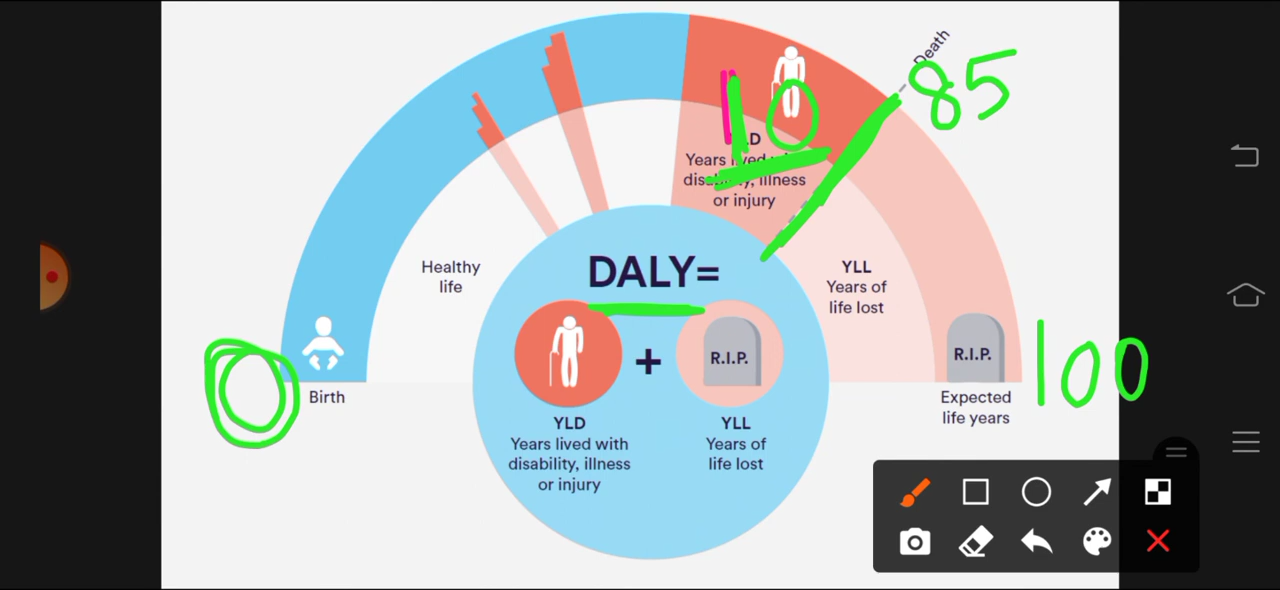 Death
85
10
YLD
Years lived with
disability, illness
or injury
Healthy
life
DALY=
YLL
Years of
life lost
R.I.P.
R.I.P.
+
0
Birth
Expected
life years
100
YLD
Years lived with
disability, illness
or injury
YLL
Years of
life lost